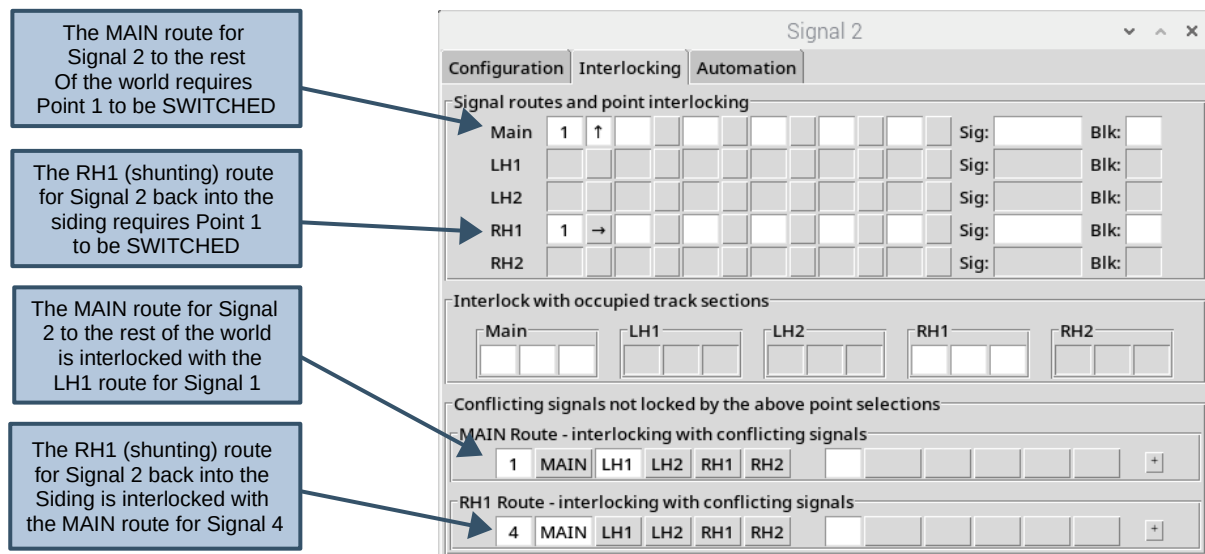 The MAIN route for
Signal 2 to the rest
Of the world requires
Point 1 to be SWITCHED
The RH1 (shunting) route
for Signal 2 back into the
siding requires Point 1
to be SWITCHED
The MAIN route for Signal
2 to the rest of the world
is interlocked with the
LH1 route for Signal 1
The RH1 (shunting) route
for Signal 2 back into the
Siding is interlocked with
the MAIN route for Signal 4
Signal 2
Configuration Interlocking Automation
Signal routes and point interlocking
Main 1 ↑ Sig: Blk:
LH1 Sig: Blk:
LH2 Sig: Blk:
RH1 1 → Sig: Blk:
RH2 Sig: Blk:
Interlock with occupied track sections
Main LH1 LH2 RH1 RH2
Conflicting signals not locked by the above point selections
MAIN Route - interlocking with conflicting signals
1 MAIN LH1 LH2 RH1 RH2 +
RH1 Route - interlocking with conflicting signals
4 MAIN LH1 LH2 RH1 RH2 +